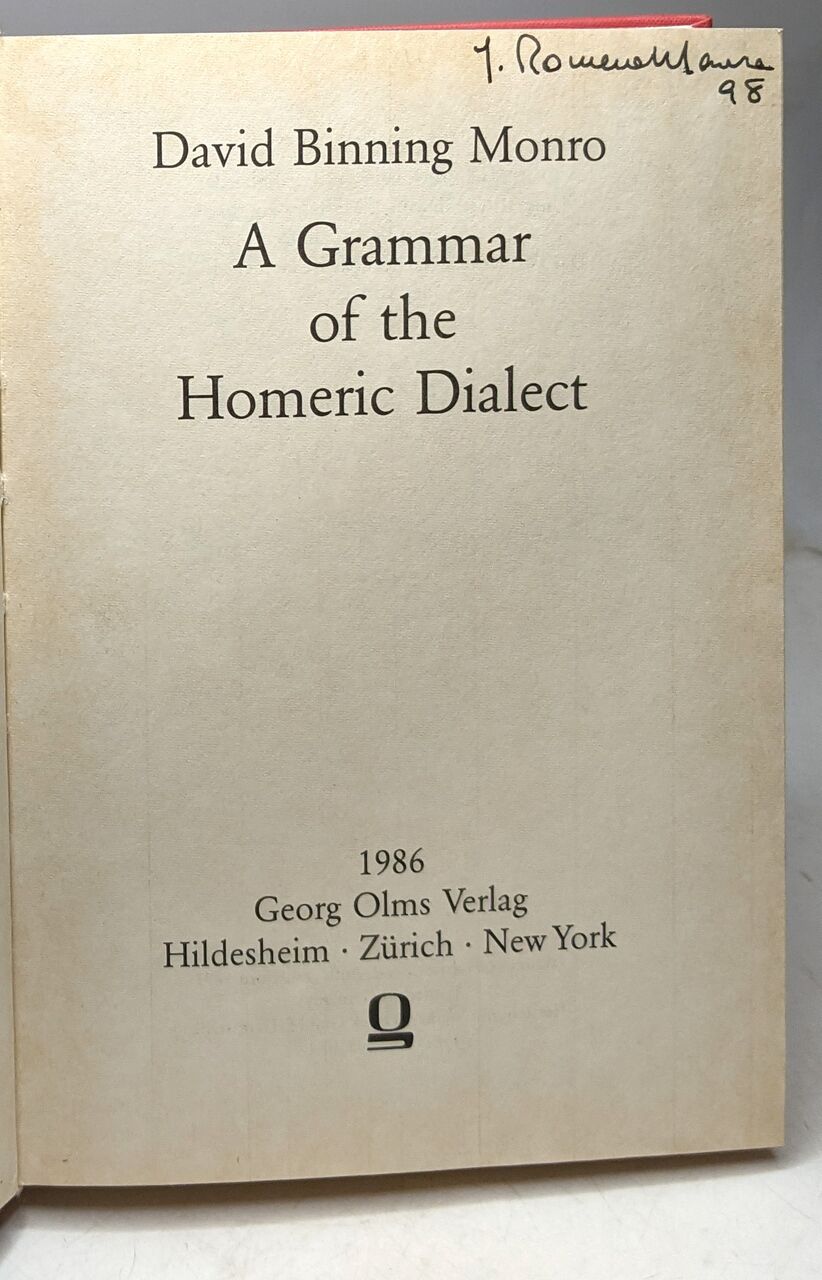 98
David Binning Monro
A Grammar
of the
Homeric Dialect
1986
Georg Olms Verlag
Hildesheim · Zürich · New York